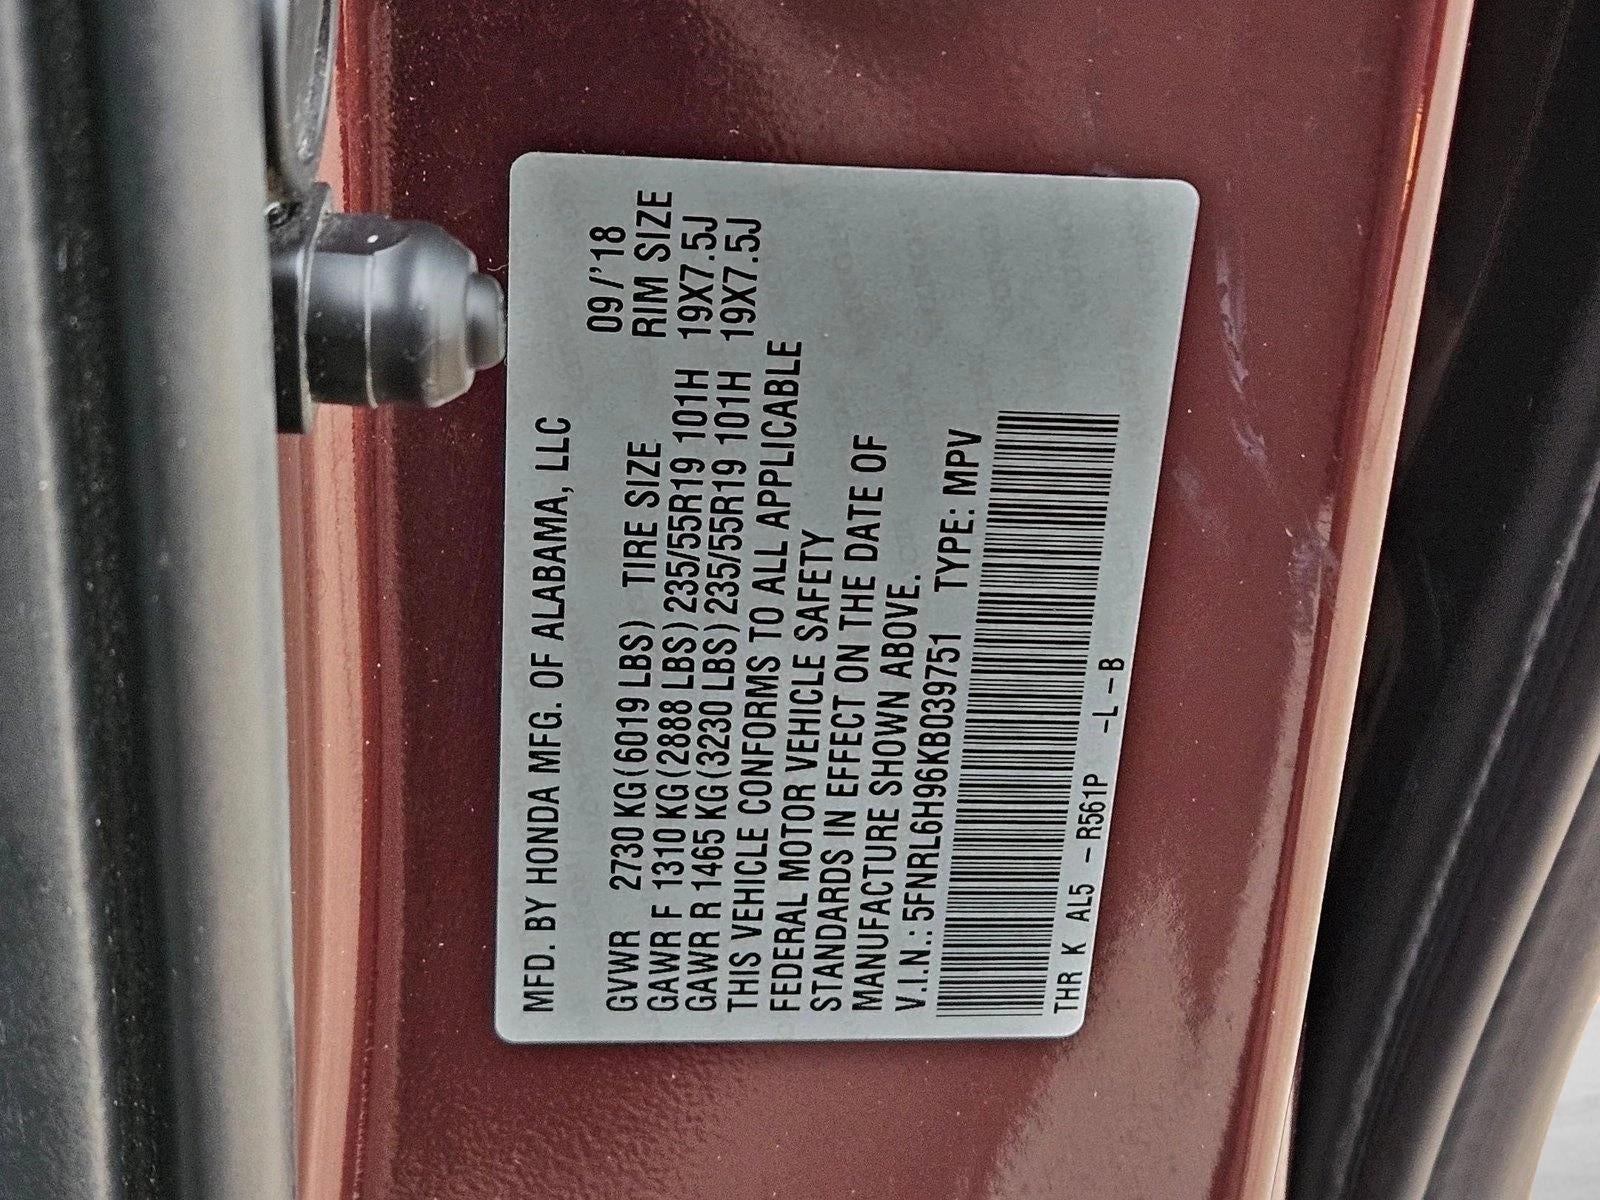 MFD. BY HONDA MFG. OF ALABAMA, LLC
09/'18
GVWR 2730 KG(6019 LBS) TIRE SIZE RIM SIZE
GAWR F 1310 KG(2888 LBS) 235/55R19 101H 19X7.5J
GAWR R 1465 KG(3230 LBS) 235/55R19 101H 19X7.5J
THIS VEHICLE CONFORMS TO ALL APPLICABLE
FEDERAL MOTOR VEHICLE SAFETY
STANDARDS IN EFFECT ON THE DATE OF
MANUFACTURE SHOWN ABOVE.
V.I.N.: 5FNRL6H96KB039751 TYPE: MPV
THR K AL5 -R561P -L-B